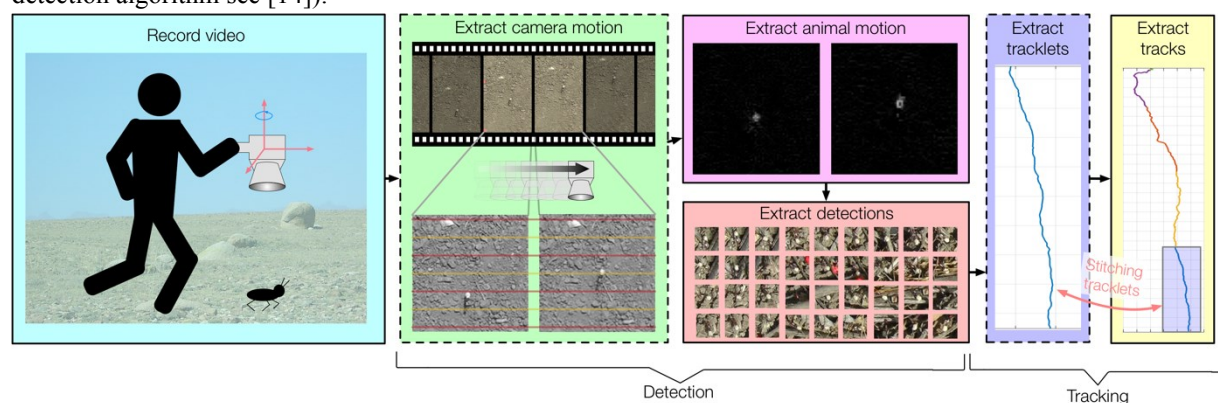 detection algorithm see [14]).
Record video
Extract camera motion
Extract animal motion
Extract detections
Extract
tracklets
Extract
tracks
Stitching
tracklets
Detection
Tracking